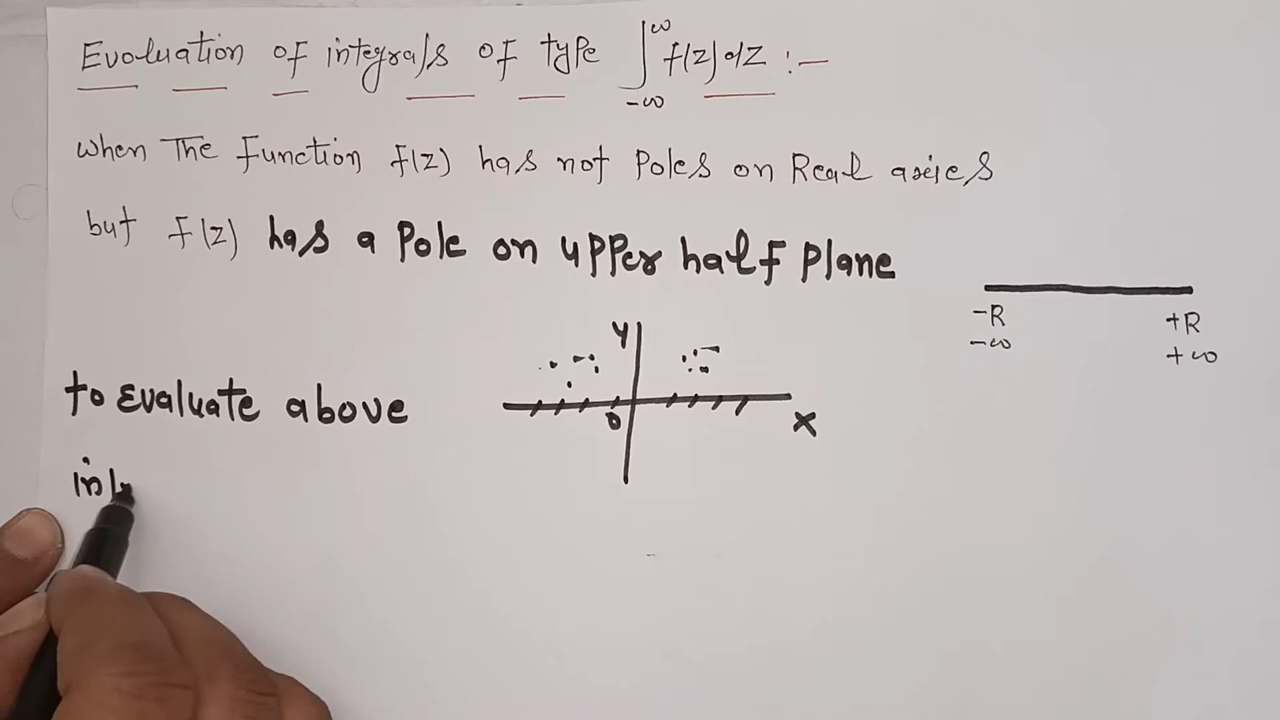 Evaluation of integrals of type ∫_{-∞}^{∞} f(z) dz :-
when The Function f(z) has not Poles on Real axies
but f(z) has a Pole on upper half plane
-R +R
-∞ +∞
Y
0 X
to Evaluate above